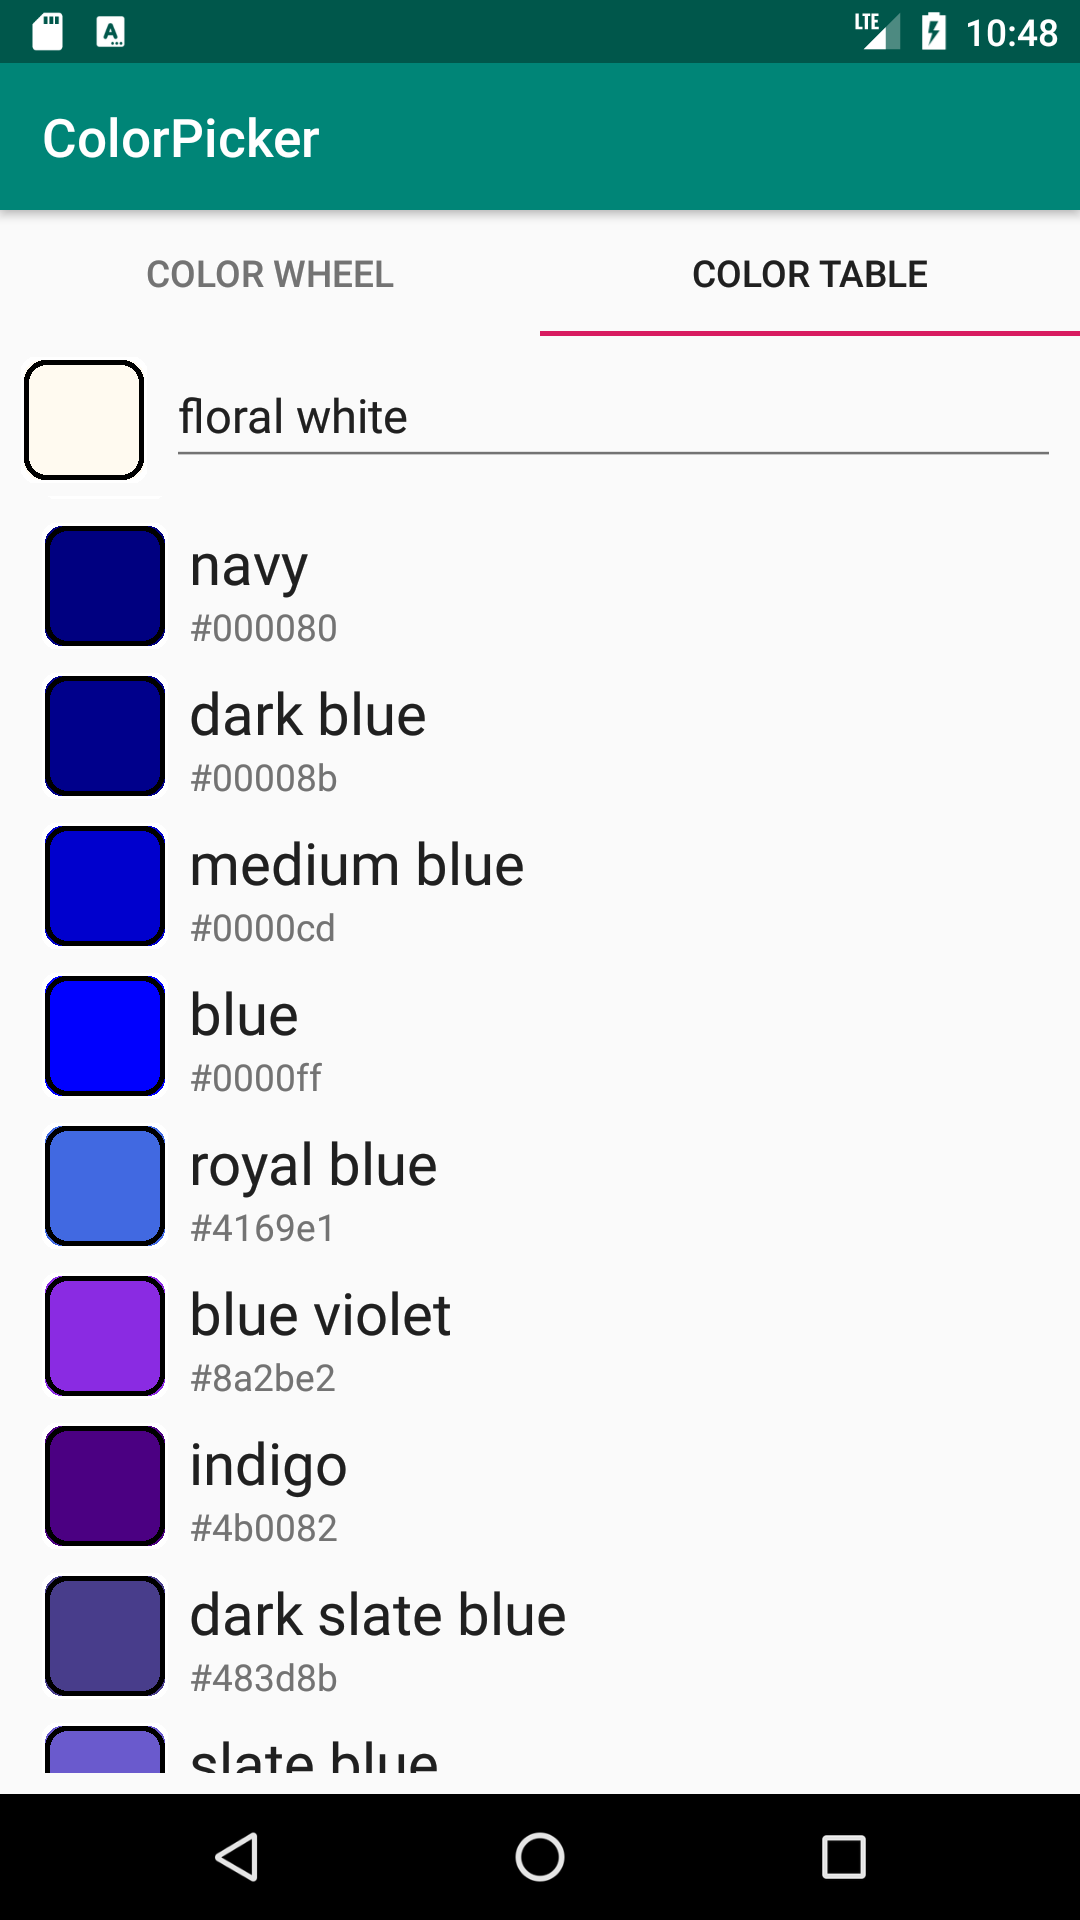 LTE 10:48
ColorPicker
COLOR WHEEL COLOR TABLE
floral white
navy
#000080
dark blue
#00008b
medium blue
#0000cd
blue
#0000ff
royal blue
#4169e1
blue violet
#8a2be2
indigo
#4b0082
dark slate blue
#483d8b
slate blue